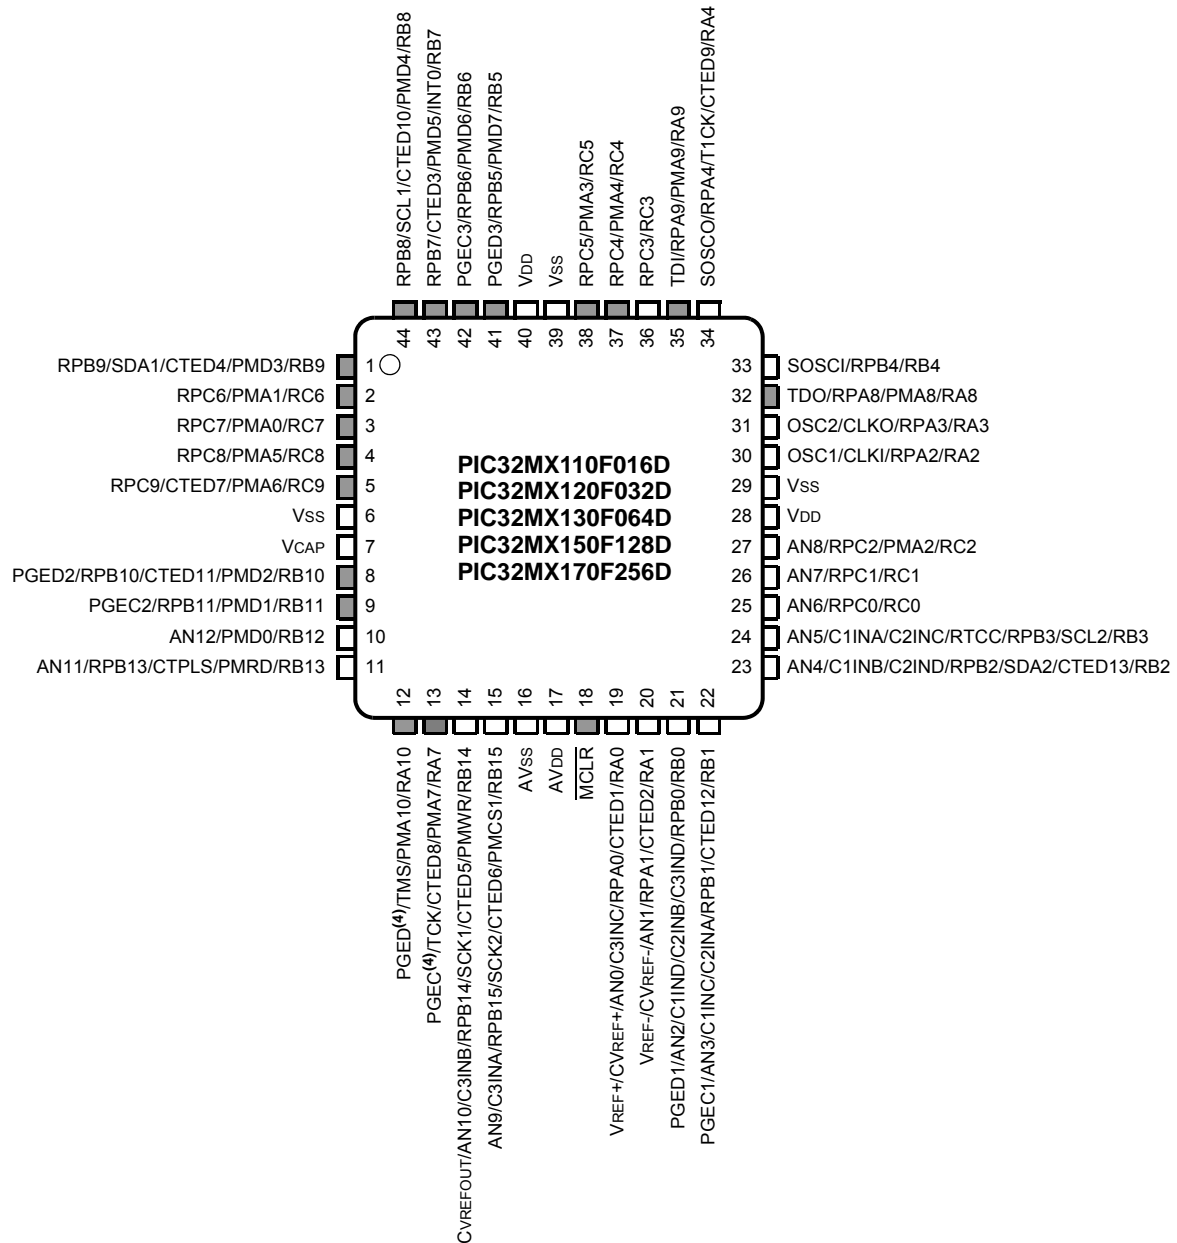 RPB8/SCL1/CTED10/PMD4/RB8
RPB7/CTED3/PMD5/INT0/RB7
PGEC3/RPB6/PMD6/RB6
PGED3/RPB5/PMD7/RB5
VDD
VSS
RPC5/PMA3/RC5
RPC4/PMA4/RC4
RPC3/RC3
TDI/RPA9/PMA9/RA9
SOSCO/RPA4/T1CK/CTED9/RA4
44 43 42 41 40 39 38 37 36 35 34
RPB9/SDA1/CTED4/PMD3/RB9 1
RPC6/PMA1/RC6 2
RPC7/PMA0/RC7 3
RPC8/PMA5/RC8 4
RPC9/CTED7/PMA6/RC9 5
VSS 6
VCAP 7
PGED2/RPB10/CTED11/PMD2/RB10 8
PGEC2/RPB11/PMD1/RB11 9
AN12/PMD0/RB12 10
AN11/RPB13/CTPLS/PMRD/RB13 11
PIC32MX110F016D
PIC32MX120F032D
PIC32MX130F064D
PIC32MX150F128D
PIC32MX170F256D
33 SOSCI/RPB4/RB4
32 TDO/RPA8/PMA8/RA8
31 OSC2/CLKO/RPA3/RA3
30 OSC1/CLKI/RPA2/RA2
29 VSS
28 VDD
27 AN8/RPC2/PMA2/RC2
26 AN7/RPC1/RC1
25 AN6/RPC0/RC0
24 AN5/C1INA/C2INC/RTCC/RPB3/SCL2/RB3
23 AN4/C1INB/C2IND/RPB2/SDA2/CTED13/RB2
12 13 14 15 16 17 18 19 20 21 22
PGED(4)/TMS/PMA10/RA10
PGEC(4)/TCK/CTED8/PMA7/RA7
CVREFOUT/AN10/C3INB/RPB14/SCK1/CTED5/PMWR/RB14
AN9/C3INA/RPB15/SCK2/CTED6/PMCS1/RB15
AVSS
AVDD
MCLR
VREF+/CVREF+/AN0/C3INC/RPA0/CTED1/RA0
VREF-/CVREF-/AN1/RPA1/CTED2/RA1
PGED1/AN2/C1IND/C2INB/C3IND/RPB0/RB0
PGEC1/AN3/C1INC/C2INA/RPB1/CTED12/RB1